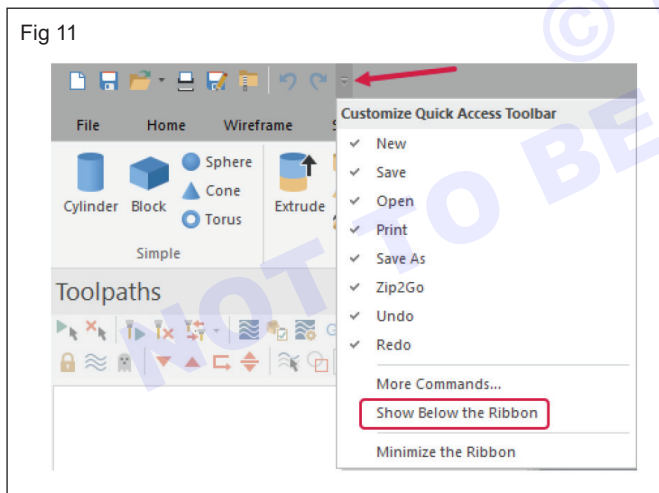 Fig 11
Customize Quick Access Toolbar
File Home Wireframe
New
Save
Sphere
Cone
Torus
Cylinder Block Extrude
Open
Print
Simple
Save As
Toolpaths
Zip2Go
Undo
Redo
More Commands...
Show Below the Ribbon
Minimize the Ribbon
© NOT TO BE